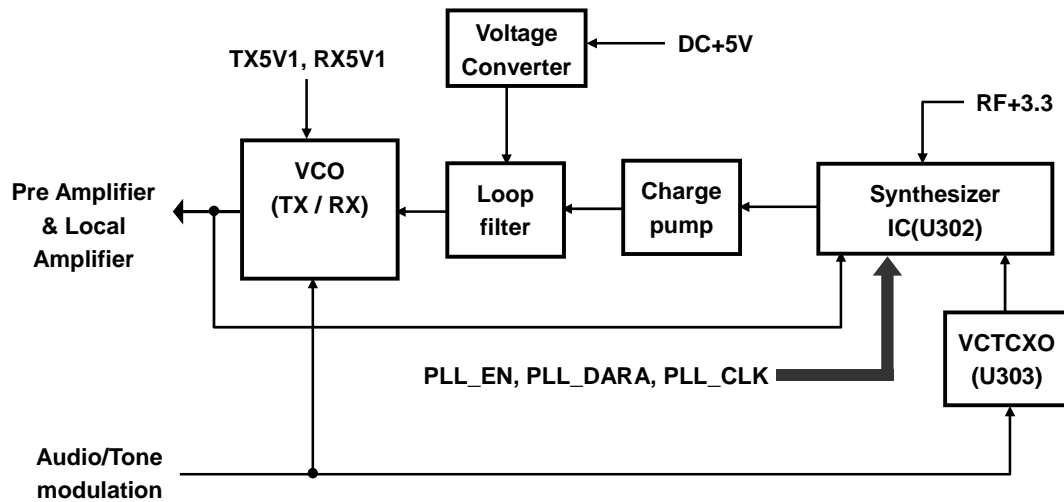 Voltage
Converter
DC+5V
TX5V1, RX5V1
RF+3.3
VCO
(TX / RX)
Loop
filter
Charge
pump
Synthesizer
IC(U302)
Pre Amplifier
& Local
Amplifier
VCTCXO
(U303)
PLL_EN, PLL_DARA, PLL_CLK
Audio/Tone
modulation